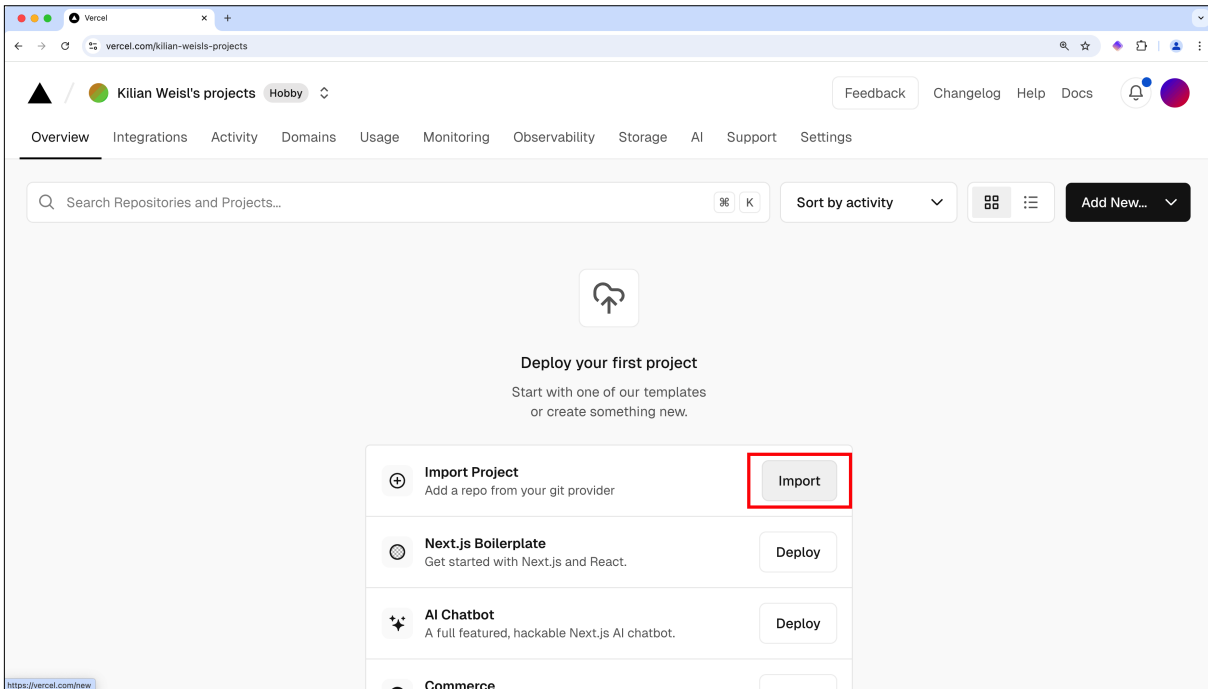 Vercel
vercel.com/kilian-weisls-projects
Kilian Weisl's projects Hobby
Feedback Changelog Help Docs
Overview Integrations Activity Domains Usage Monitoring Observability Storage AI Support Settings
Search Repositories and Projects... ⌘ K Sort by activity Add New...
Deploy your first project
Start with one of our templates
or create something new.
Import Project
Add a repo from your git provider
Import
Next.js Boilerplate
Get started with Next.js and React.
Deploy
AI Chatbot
A full featured, hackable Next.js AI chatbot.
Deploy
Commerce
https://vercel.com/new